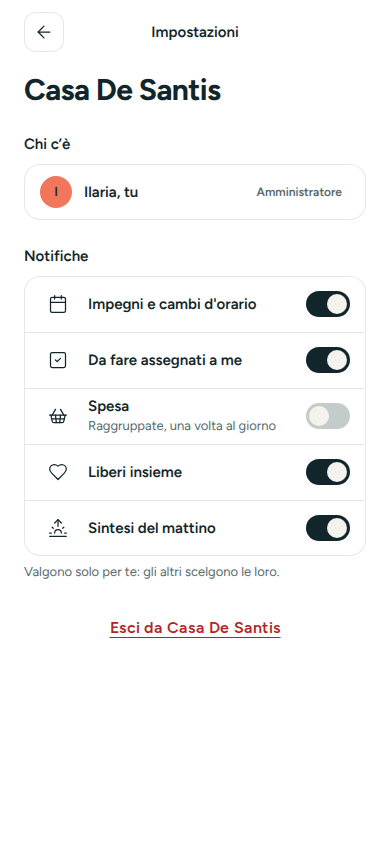 Impostazioni
Casa De Santis
Chi c’è
I
Ilaria, tu
Amministratore
Notifiche
Impegni e cambi d'orario
Da fare assegnati a me
Spesa
Raggruppate, una volta al giorno
Liberi insieme
Sintesi del mattino
Valgono solo per te: gli altri scelgono le loro.
Esci da Casa De Santis